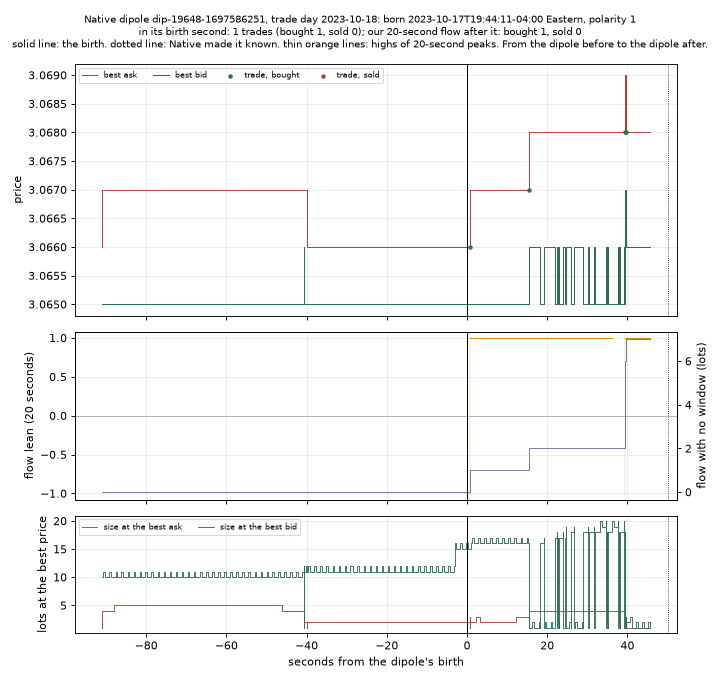 Native dipole dip-19648-1697586251, trade day 2023-10-18: born 2023-10-17T19:44:11-04:00 Eastern, polarity 1
in its birth second: 1 trades (bought 1, sold 0); our 20-second flow after it: bought 1, sold 0
solid line: the birth. dotted line: Native made it known. thin orange lines: highs of 20-second peaks. From the dipole before to the dipole after.
best ask
best bid
trade, bought
trade, sold
3.0690
3.0685
3.0680
3.0675
3.0670
3.0665
3.0660
3.0655
3.0650
price
1.0
0.5
0.0
−0.5
−1.0
flow lean (20 seconds)
6
4
2
0
flow with no window (lots)
size at the best ask
size at the best bid
20
15
10
5
lots at the best price
−80
−60
−40
−20
0
20
40
seconds from the dipole's birth